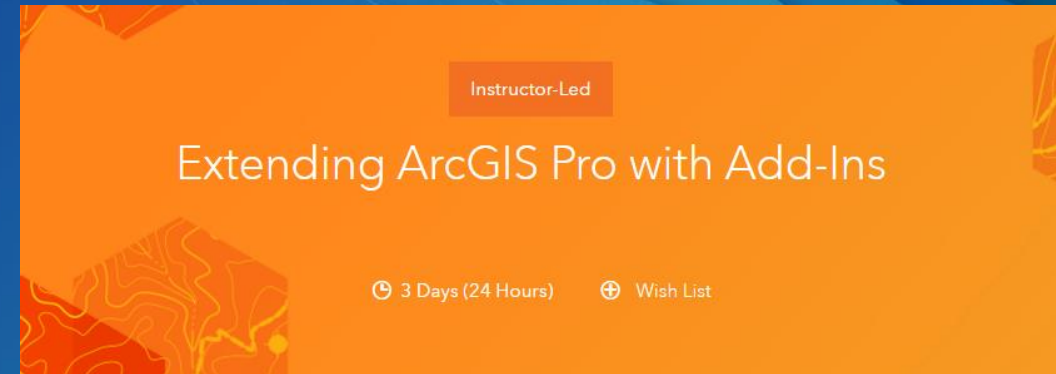 Instructor-Led
Extending ArcGIS Pro with Add-Ins
3 Days (24 Hours) Wish List